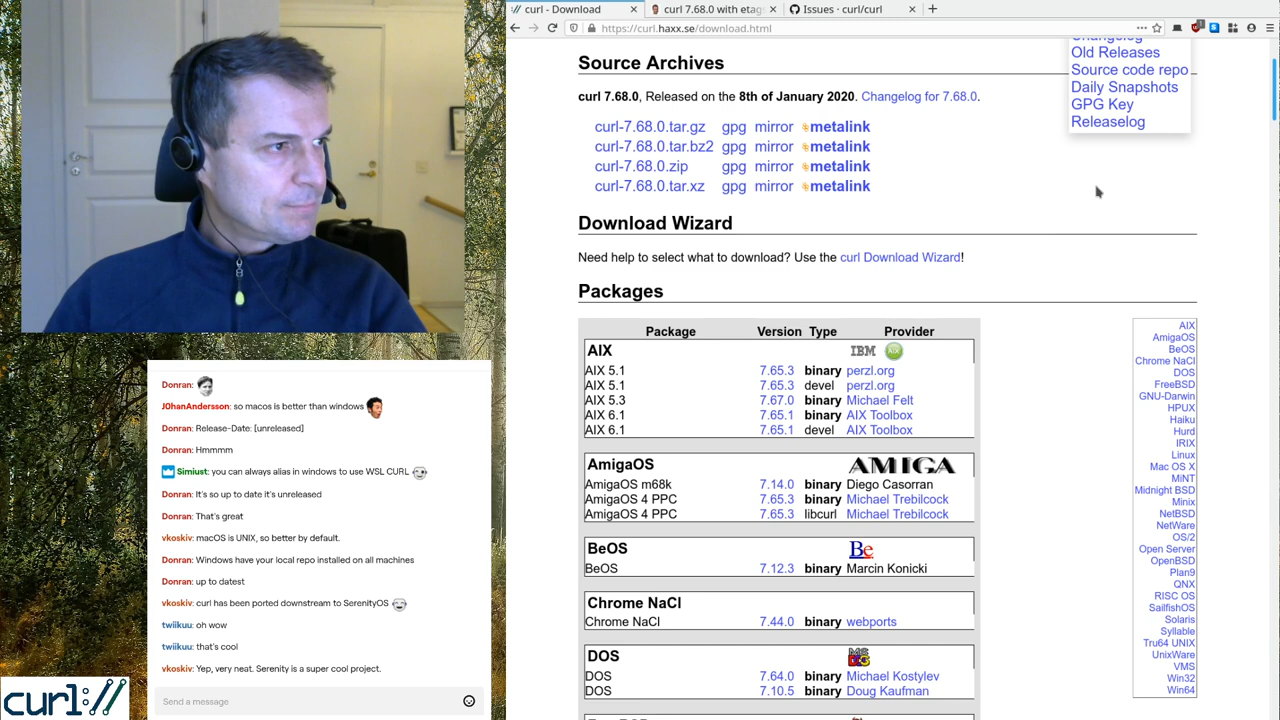 curl - Download
curl 7.68.0 with etag
Issues · curl/curl
https://curl.haxx.se/download.html
Old Releases
Source code repo
Daily Snapshots
GPG Key
Releaselog
Source Archives
curl 7.68.0, Released on the 8th of January 2020. Changelog for 7.68.0.
curl-7.68.0.tar.gz gpg mirror metalink
curl-7.68.0.tar.bz2 gpg mirror metalink
curl-7.68.0.zip gpg mirror metalink
curl-7.68.0.tar.xz gpg mirror metalink
Download Wizard
Need help to select what to download? Use the curl Download Wizard!
Packages
Package Version Type Provider
AIX IBM AIX
AIX 5.1 7.65.3 binary perzl.org
AIX 5.1 7.65.3 devel perzl.org
AIX 5.3 7.67.0 binary Michael Felt
AIX 6.1 7.65.1 binary AIX Toolbox
AIX 6.1 7.65.1 devel AIX Toolbox
AmigaOS AMIGA
AmigaOS m68k 7.14.0 binary Diego Casorran
AmigaOS 4 PPC 7.65.3 binary Michael Trebilcock
AmigaOS 4 PPC 7.65.3 libcurl Michael Trebilcock
BeOS Be
BeOS 7.12.3 binary Marcin Konicki
Chrome NaCl
Chrome NaCl 7.44.0 binary webports
DOS
DOS 7.64.0 binary Michael Kostylev
DOS 7.10.5 binary Doug Kaufman
AIX
AmigaOS
BeOS
Chrome NaCl
DOS
FreeBSD
GNU-Darwin
HPUX
Haiku
Hurd
IRIX
Linux
Mac OS X
MiNT
Midnight BSD
Minix
NetBSD
NetWare
OS/2
Open Server
OpenBSD
Plan9
QNX
RISC OS
SailfishOS
Solaris
Syllable
Tru64 UNIX
UnixWare
VMS
Win32
Win64
Donran:
J0hanAndersson: so macos is better than windows
Donran: Release-Date: [unreleased]
Donran: Hmmmm
Simiust: you can always alias in windows to use WSL CURL
Donran: It's so up to date it's unreleased
Donran: That's great
vkoskiv: macOS is UNIX, so better by default.
Donran: Windows have your local repo installed on all machines
Donran: up to datest
vkoskiv: curl has been ported downstream to SerenityOS
twiikuu: oh wow
twiikuu: that's cool
vkoskiv: Yep, very neat. Serenity is a super cool project.
Send a message
curl://